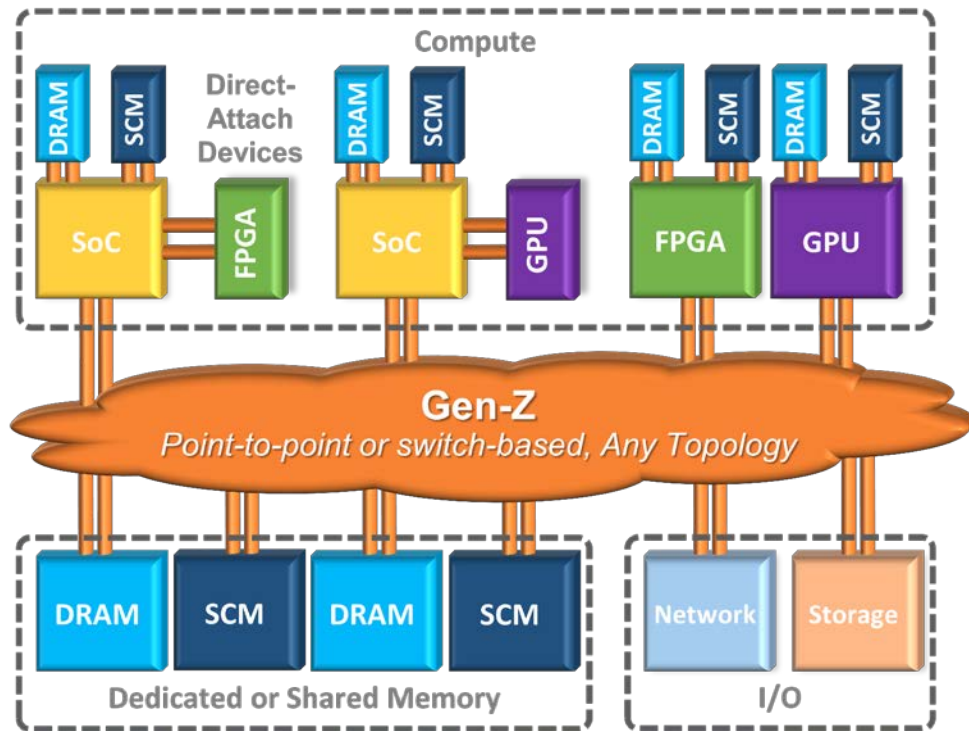 Compute
DRAM
SCM
Direct-
Attach
Devices
DRAM
SCM
DRAM
SCM
DRAM
SCM
SoC
FPGA
SoC
GPU
FPGA
GPU
Gen-Z
Point-to-point or switch-based, Any Topology
DRAM
SCM
DRAM
SCM
Network
Storage
Dedicated or Shared Memory
I/O